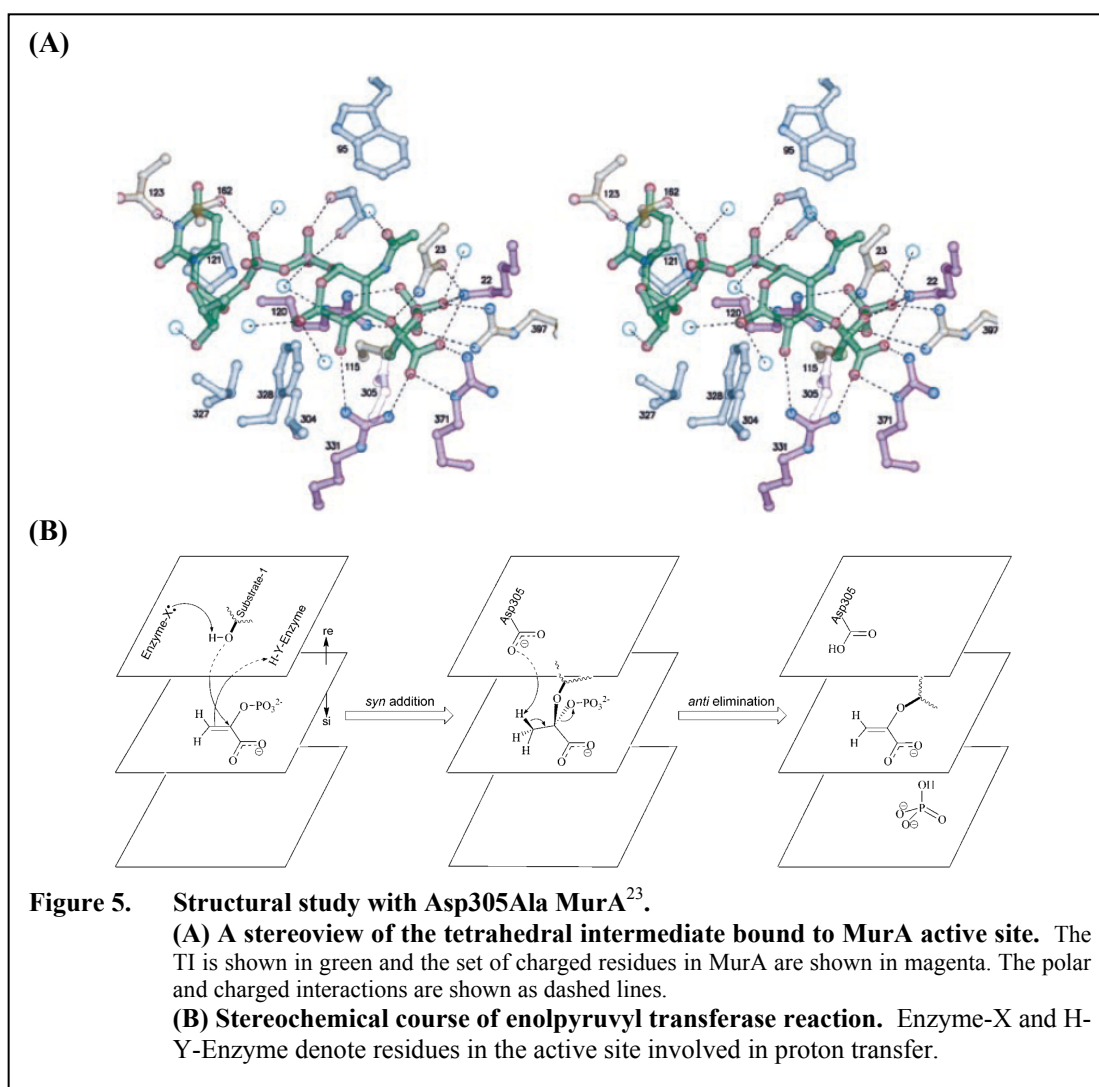 (A)
95
95
123
162
123
162
121
23
22
121
23
22
120
397
120
397
115
115
305
305
327
328
304
371
327
328
304
371
331
331
(B)
Enzyme-X:
Substrate-1
H-O
H-Y-Enzyme
re
si
O-PO₃²⁻
H
H
O
O
⊖
syn addition
Asp305
O
O
⊖
H
O
O-PO₃²⁻
H
H
O
O
⊖
anti elimination
Asp305
HO
O
H
H
O
O
O
⊖
OH
⊖
O
P
O
O
⊖
Figure 5. Structural study with Asp305Ala MurA²³.
(A) A stereoview of the tetrahedral intermediate bound to MurA active site. The
TI is shown in green and the set of charged residues in MurA are shown in magenta. The polar
and charged interactions are shown as dashed lines.
(B) Stereochemical course of enolpyruvyl transferase reaction. Enzyme-X and H-
Y-Enzyme denote residues in the active site involved in proton transfer.